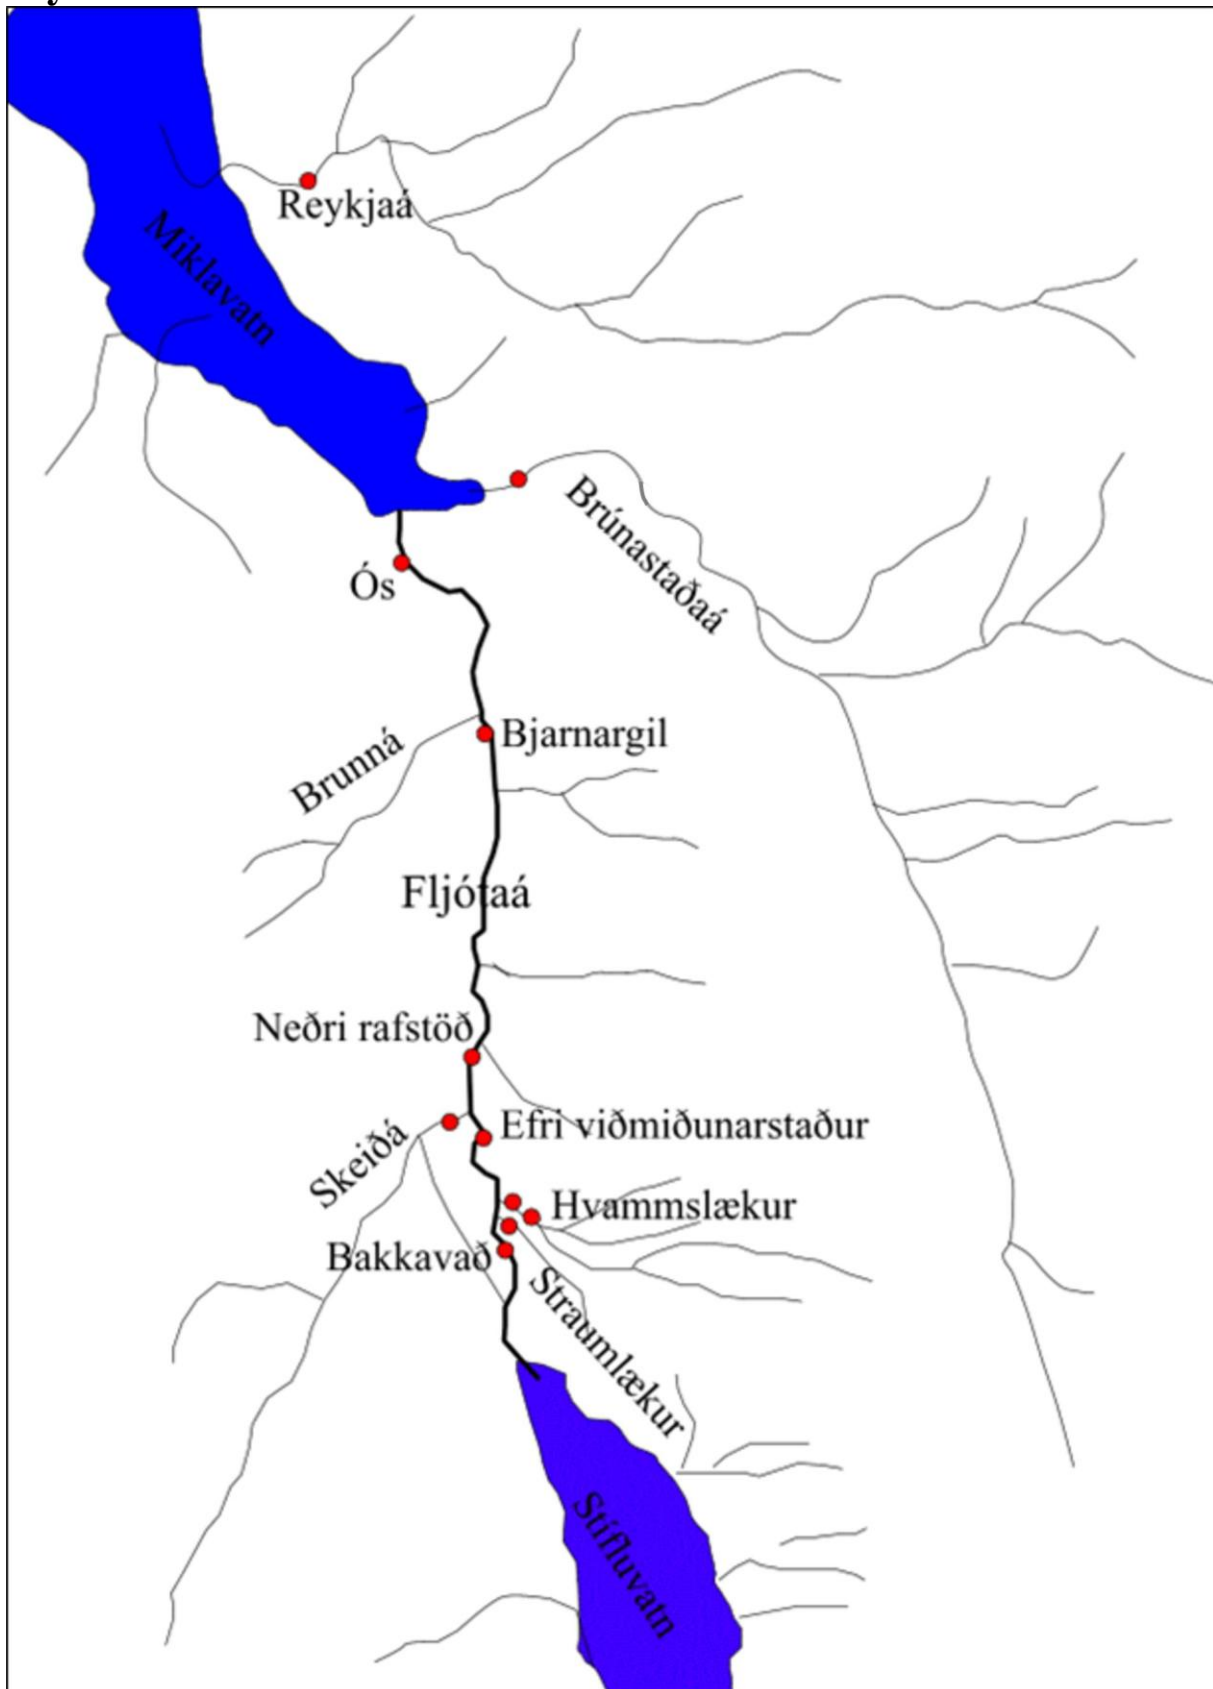 Reykjaá
Miklavatn
Brúnastaðaá
Ós
Bjarnargil
Brunná
Fljótaá
Neðri rafstöð
Efri viðmiðunarstaður
Skeiðá
Hvammslækur
Bakkavað
Straumlækur
Stífluvatn